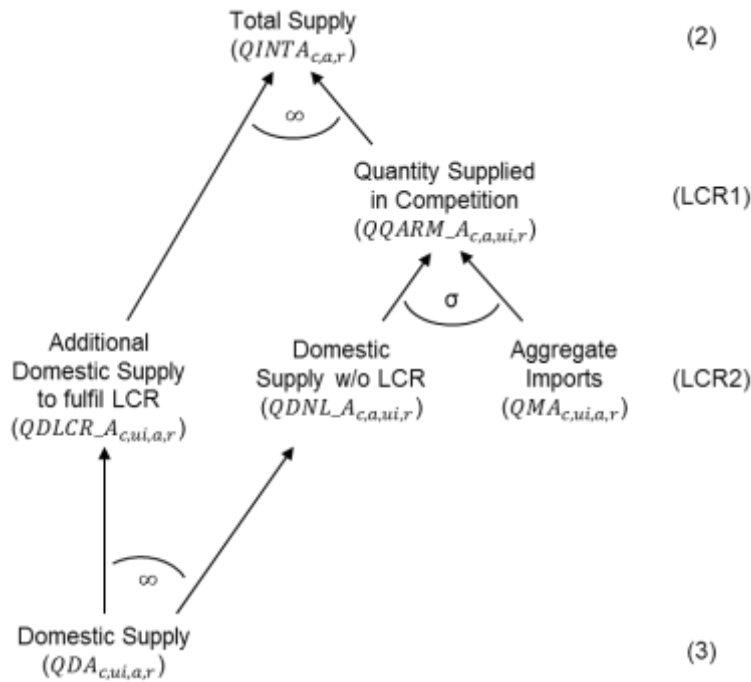 Total Supply
(QINTA_{c,a,r})
(2)
∞
Quantity Supplied
in Competition
(QQARM_A_{c,a,ui,r})
(LCR1)
σ
Additional
Domestic Supply
to fulfil LCR
(QDLCR_A_{c,ui,a,r})
Domestic
Supply w/o LCR
(QDNL_A_{c,a,ui,r})
Aggregate
Imports
(QMA_{c,ui,a,r})
(LCR2)
∞
Domestic Supply
(QDA_{c,ui,a,r})
(3)